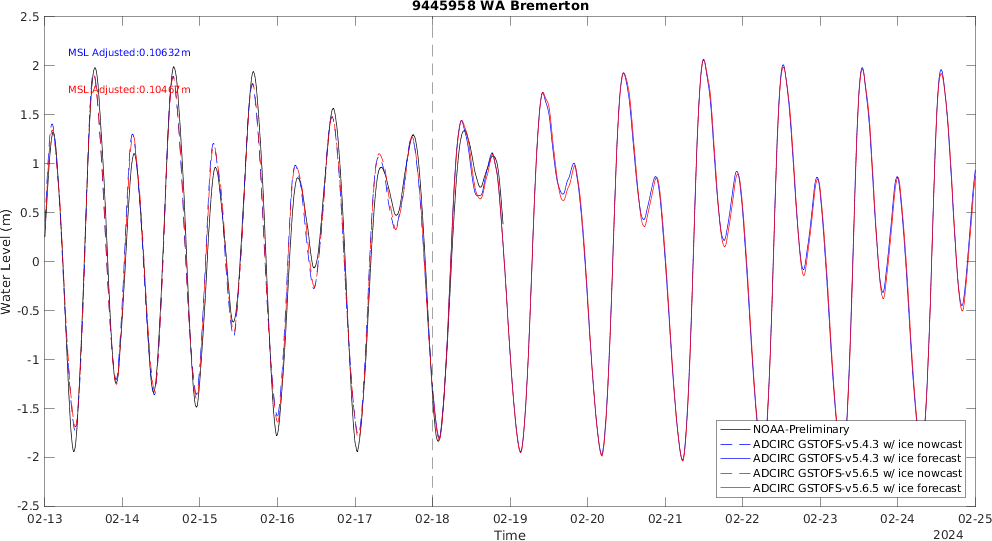 9445958 WA Bremerton
MSL Adjusted:0.10632m
MSL Adjusted:0.10467m
Water Level (m)
2.5
2
1.5
1
0.5
0
-0.5
-1
-1.5
-2
-2.5
NOAA-Preliminary
ADCIRC GSTOFS-v5.4.3 w/ ice nowcast
ADCIRC GSTOFS-v5.4.3 w/ ice forecast
ADCIRC GSTOFS-v5.6.5 w/ ice nowcast
ADCIRC GSTOFS-v5.6.5 w/ ice forecast
02-13 02-14 02-15 02-16 02-17 02-18 02-19 02-20 02-21 02-22 02-23 02-24 02-25
Time
2024